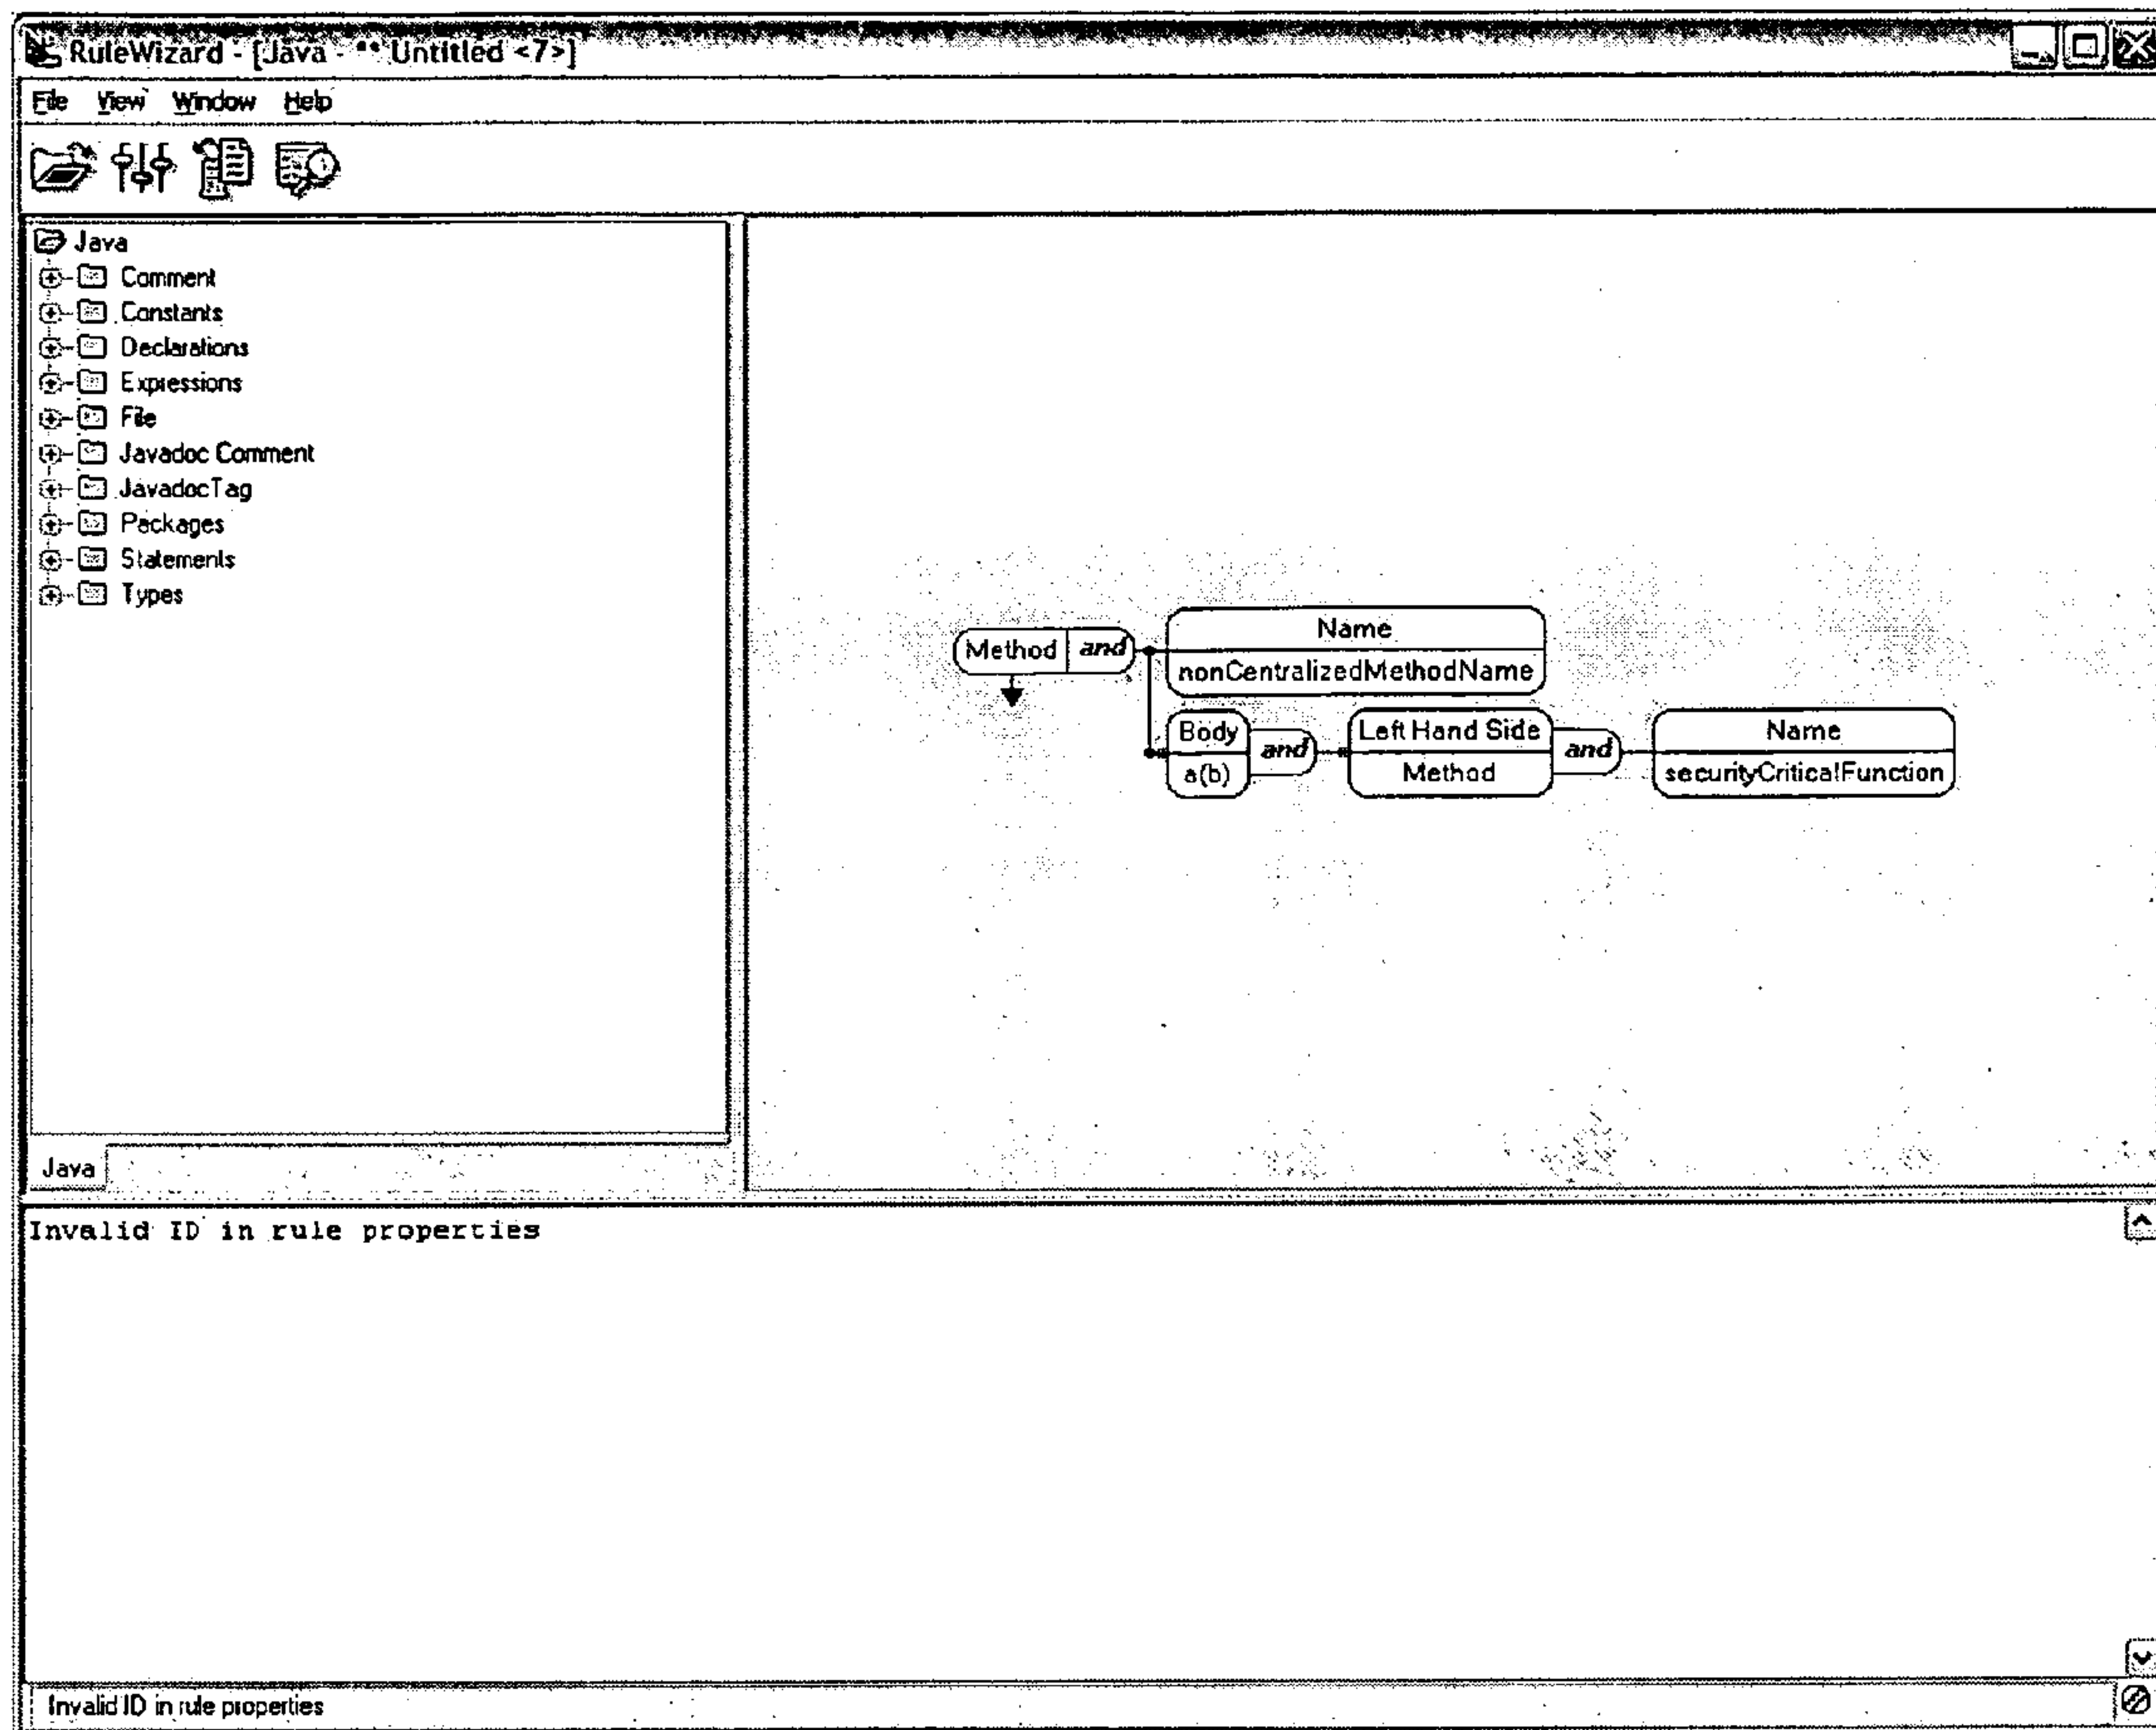 RuleWizard - [Java - ** Untitled <7>]
File View Window Help
Java
Comment
Constants
Declarations
Expressions
File
Javadoc Comment
JavadocTag
Packages
Statements
Types
Java
Method and
Name
nonCentralizedMethodName
Body
a(b)
and
Left Hand Side
Method
and
Name
securityCriticalFunction
Invalid ID in rule properties
Invalid ID in rule properties